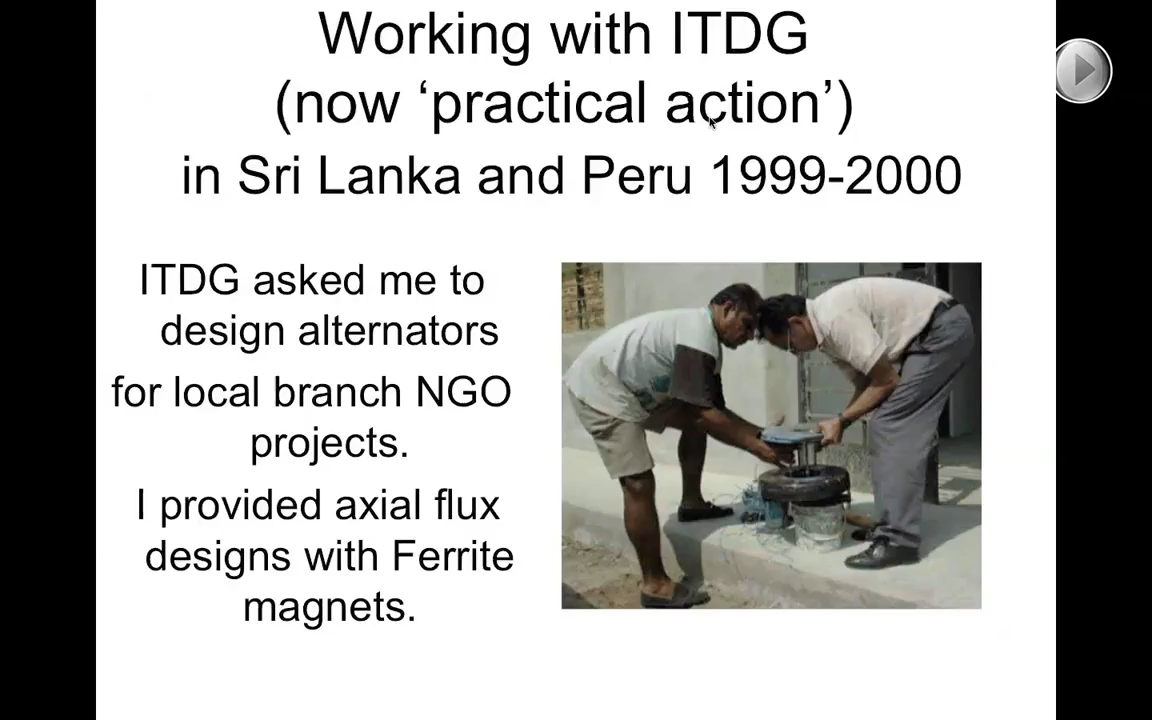 Working with ITDG
(now ‘practical action’)
in Sri Lanka and Peru 1999-2000
ITDG asked me to
design alternators
for local branch NGO
projects.
I provided axial flux
designs with Ferrite
magnets.